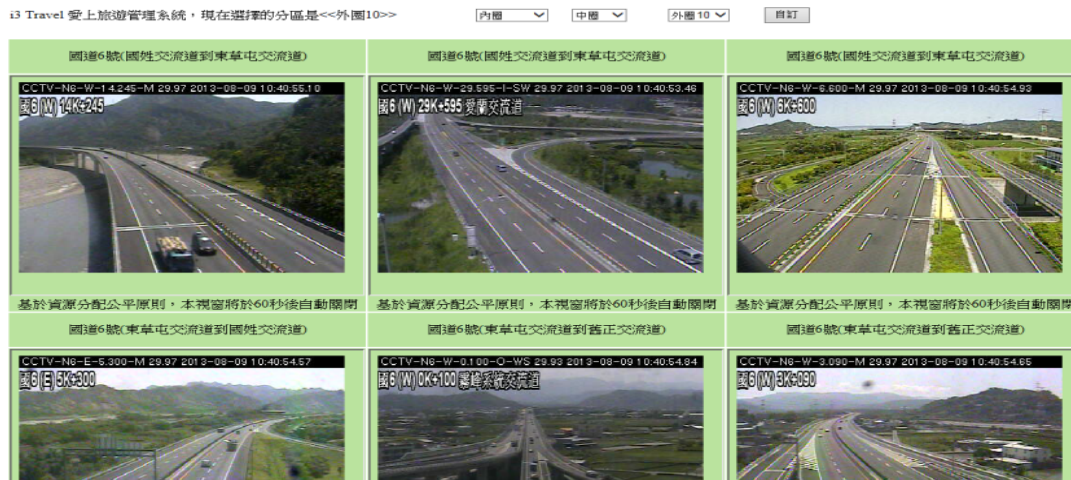 i3 Travel 愛上旅遊管理系統，現在選擇的分區是<<外圈10>> 內圈 中圈 外圈 10 自訂
國道6號(國姓交流道到東草屯交流道) 國道6號(國姓交流道到東草屯交流道) 國道6號(國姓交流道到東草屯交流道)
CCTV-N6-W-14.245-M 29.97 2013-08-09 10:40:55.10
國6 (W) 14K+245
CCTV-N6-W-29.595-I-SW 29.97 2013-08-09 10:40:53.46
國6 (W) 29K+595 愛蘭交流道
CCTV-N6-W-6.600-M 29.97 2013-08-09 10:40:54.93
國6 (W) 6K+600
基於資源分配公平原則，本視窗將於60秒後自動關閉 基於資源分配公平原則，本視窗將於60秒後自動關閉 基於資源分配公平原則，本視窗將於60秒後自動關閉
國道6號(東草屯交流道到國姓交流道) 國道6號(東草屯交流道到舊正交流道) 國道6號(東草屯交流道到舊正交流道)
CCTV-N6-E-5.300-M 29.97 2013-08-09 10:40:54.57
國6 (E) 5K+300
CCTV-N6-W-0.100-O-WS 29.93 2013-08-09 10:40:54.84
國6 (W) 0K+100 霧峰系統交流道
CCTV-N6-W-3.090-M 29.97 2013-08-09 10:40:54.65
國6 (W) 3K+090